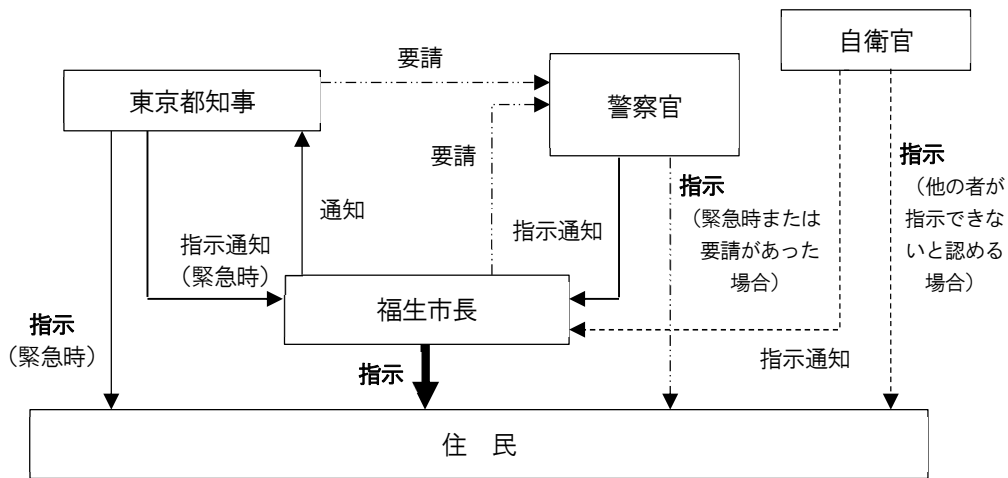 自衛官
要請
東京都知事
警察官
要請
指示
（他の者が
指示できな
いと認める
場合）
指示
（緊急時または
要請があった
場合）
通知
指示通知
指示通知
（緊急時）
福生市長
指示
（緊急時）
指示通知
指示
住　民